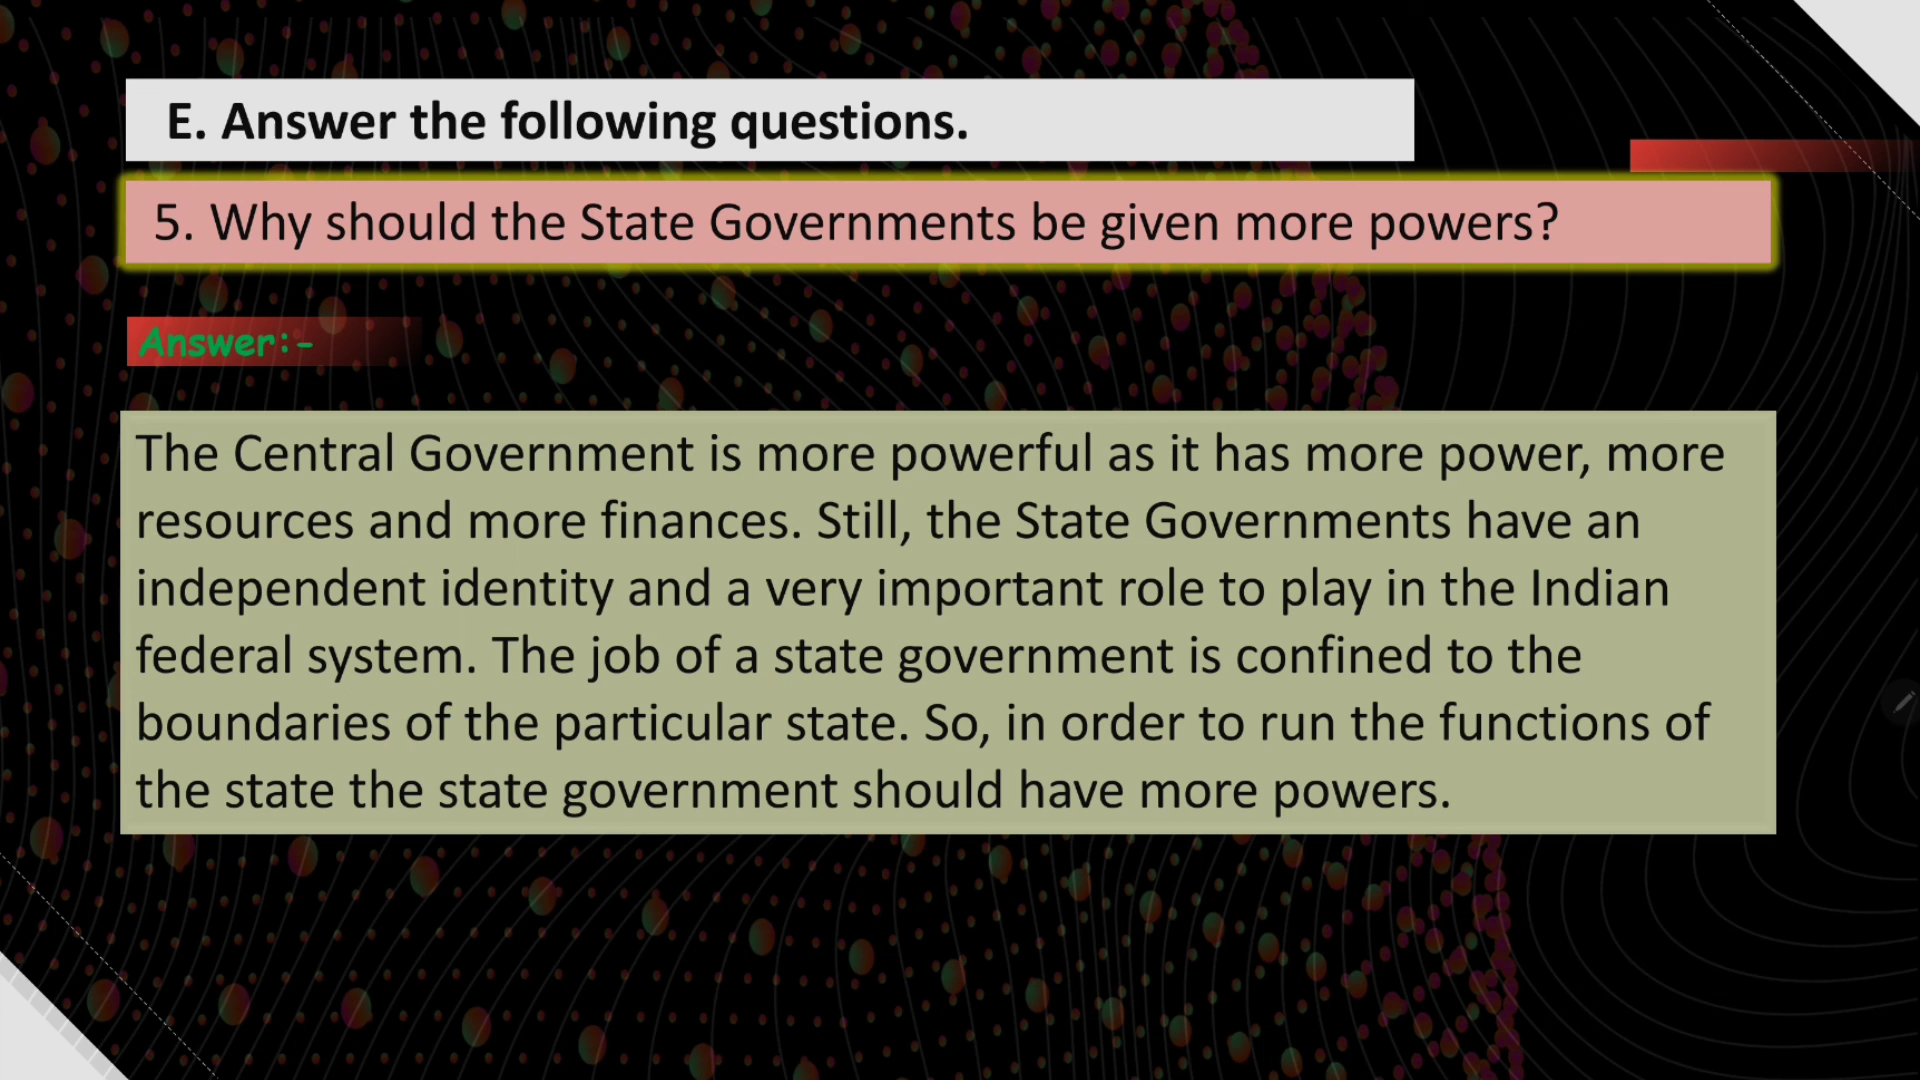 E. Answer the following questions.
5. Why should the State Governments be given more powers?
Answer:-
The Central Government is more powerful as it has more power, more
resources and more finances. Still, the State Governments have an
independent identity and a very important role to play in the Indian
federal system. The job of a state government is confined to the
boundaries of the particular state. So, in order to run the functions of
the state the state government should have more powers.